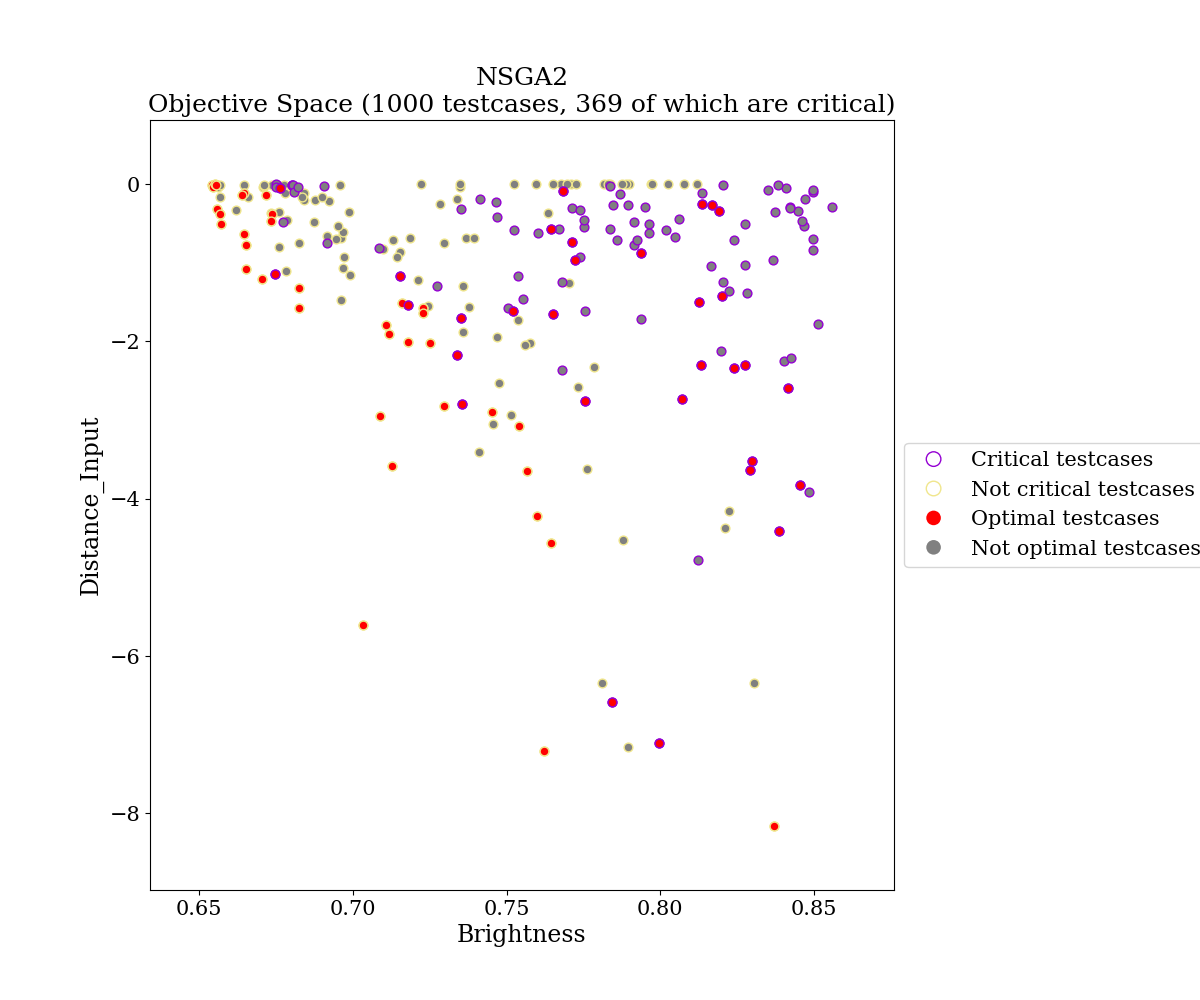 NSGA2
Objective Space (1000 testcases, 369 of which are critical)
0
−2
−4
−6
−8
Distance_Input
0.65 0.70 0.75 0.80 0.85
Brightness
Critical testcases
Not critical testcases
Optimal testcases
Not optimal testcases